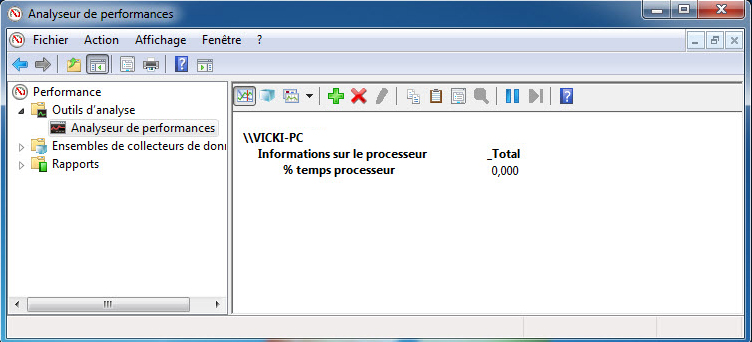 Analyseur de performances
Fichier Action Affichage Fenêtre ?
Performance
Outils d'analyse
Analyseur de performances
Ensembles de collecteurs de donn
Rapports
\\VICKI-PC
Informations sur le processeur _Total
% temps processeur 0,000